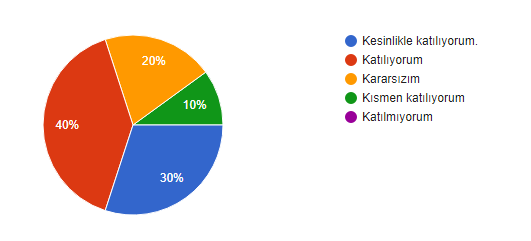 20%
10%
40%
30%
Kesinlikle katılıyorum.
Katılıyorum
Kararsızım
Kısmen katılıyorum
Katılmıyorum